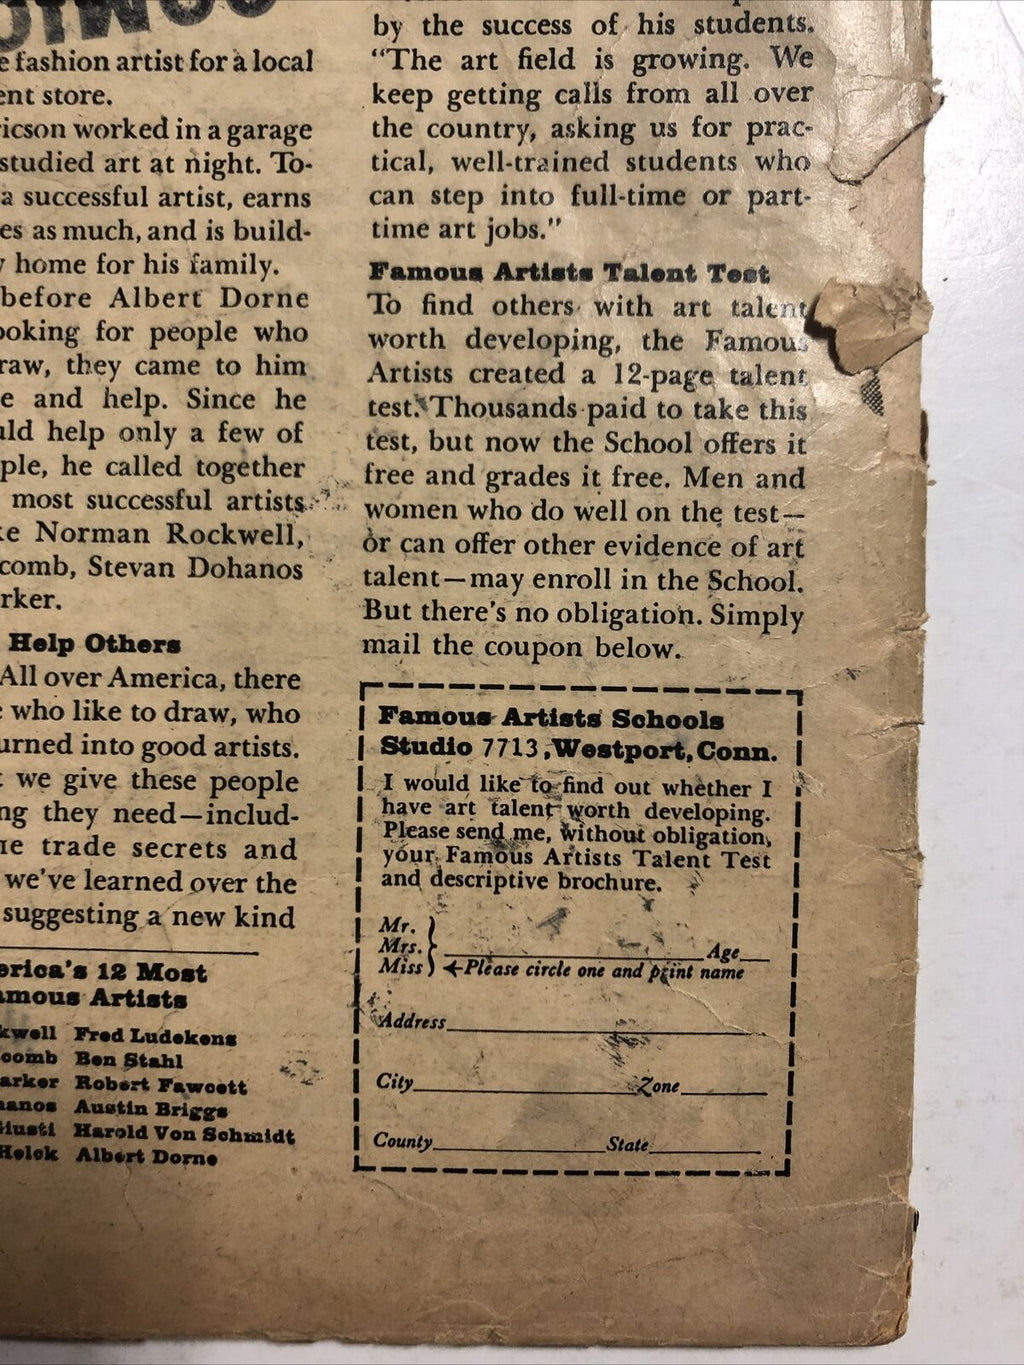 e fashion artist for a local
ent store.
icson worked in a garage
studied art at night. To-
a successful artist, earns
es as much, and is build-
home for his family.
before Albert Dorne
ooking for people who
raw, they came to him
e and help. Since he
uld help only a few of
ple, he called together
most successful artists
ke Norman Rockwell,
comb, Stevan Dohanos
rker.
Help Others
All over America, there
who like to draw, who
urned into good artists.
we give these people
ng they need—includ-
ne trade secrets and
we've learned over the
suggesting a new kind
erica's 12 Most
amous Artists
kwell Fred Ludekens
comb Ben Stahl
arker Robert Fawcett
hanos Austin Briggs
Giusti Harold Von Schmidt
Helck Albert Dorne
by the success of his students.
"The art field is growing. We
keep getting calls from all over
the country, asking us for prac-
tical, well-trained students who
can step into full-time or part-
time art jobs."
Famous Artists Talent Test
To find others with art talent
worth developing, the Famous
Artists created a 12-page talent
test. Thousands paid to take this
test, but now the School offers it
free and grades it free. Men and
women who do well on the test—
or can offer other evidence of art
talent—may enroll in the School.
But there's no obligation. Simply
mail the coupon below.
Famous Artists Schools
Studio 7713, Westport, Conn.
I would like to find out whether I
have art talent worth developing.
Please send me, without obligation,
your Famous Artists Talent Test
and descriptive brochure.
Mr.
Mrs. Age
Miss Please circle one and print name
Address
City Zone
County State